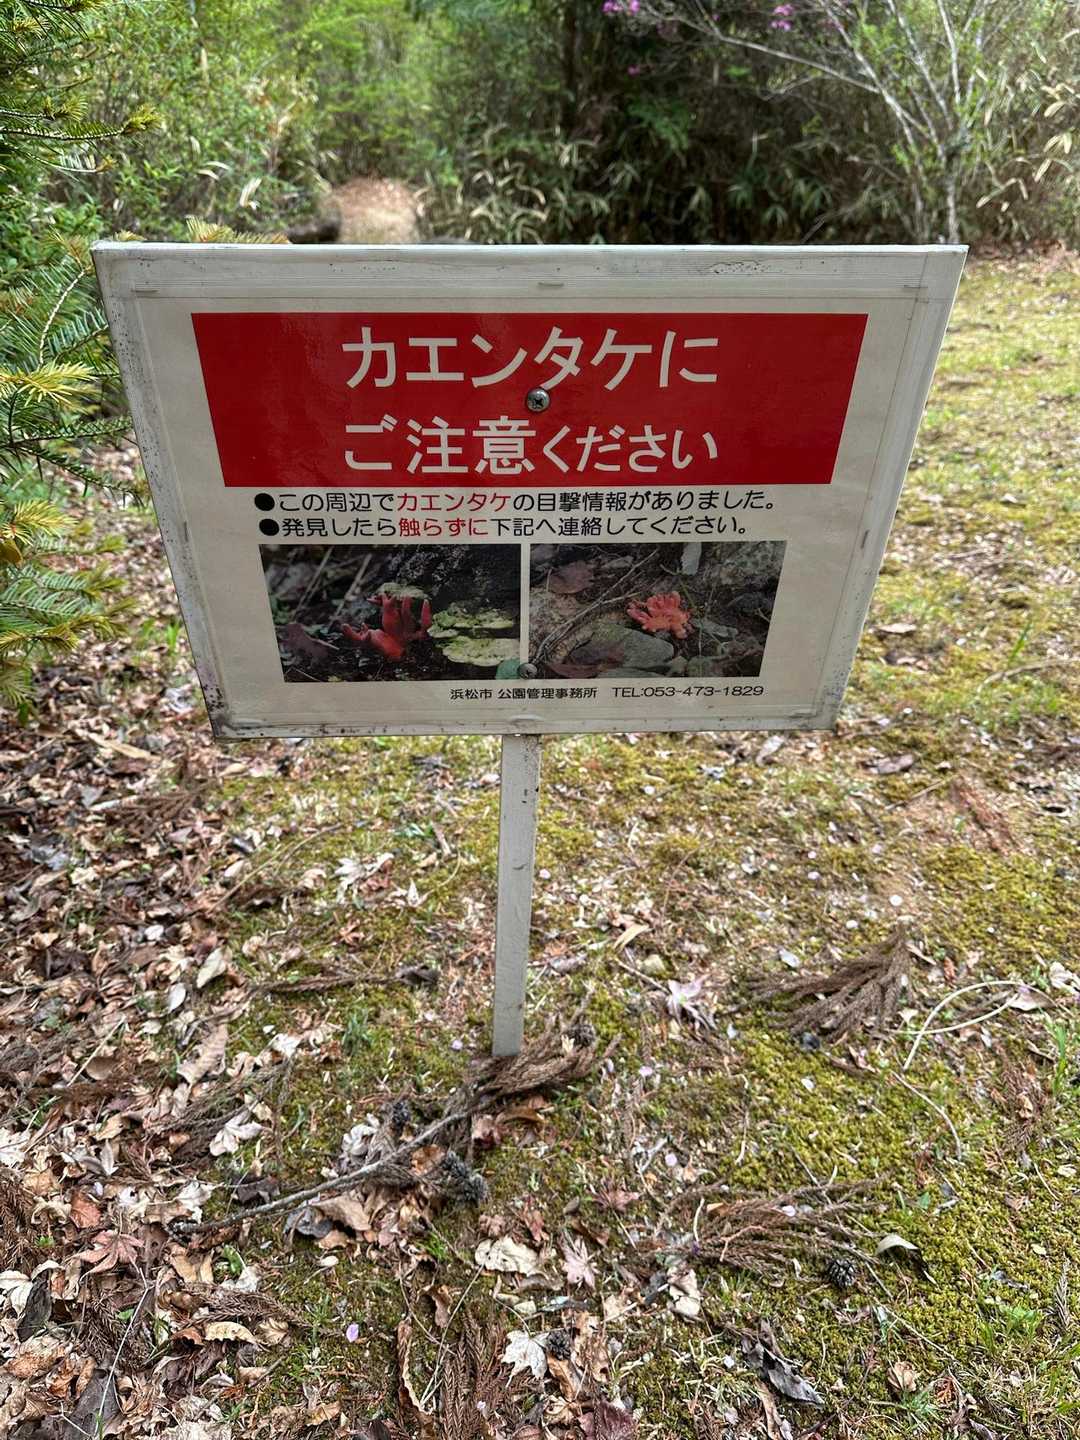 カエンタケに
ご注意ください
●この周辺でカエンタケの目撃情報がありました。
●発見したら触らずに下記へ連絡してください。
浜松市 公園管理事務所 TEL:053-473-1829